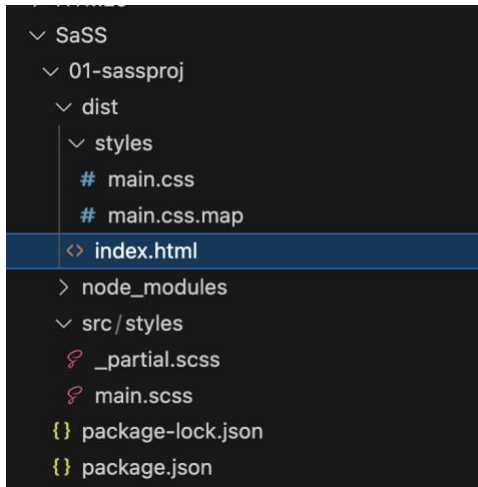 SaSS
01-sassproj
dist
styles
# main.css
# main.css.map
<> index.html
node_modules
src/styles
_partial.scss
main.scss
{} package-lock.json
{} package.json